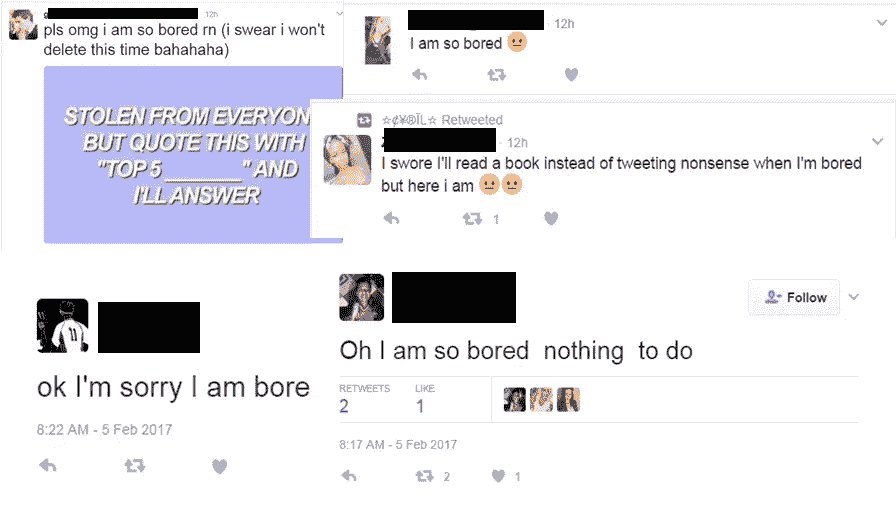 12h
pls omg i am so bored rn (i swear i won't
delete this time bahahaha)
STOLEN FROM EVERYON
BUT QUOTE THIS WITH
"TOP 5 ______" AND
I'LL ANSWER
12h
I am so bored 😐
☆¢¥®ĪL☆ Retweeted
12h
I swore I'll read a book instead of tweeting nonsense when I'm bored
but here i am 😐😐
1
ok I'm sorry I am bore
8:22 AM - 5 Feb 2017
Follow
Oh I am so bored nothing to do
RETWEETS LIKE
2 1
8:17 AM - 5 Feb 2017
2 1